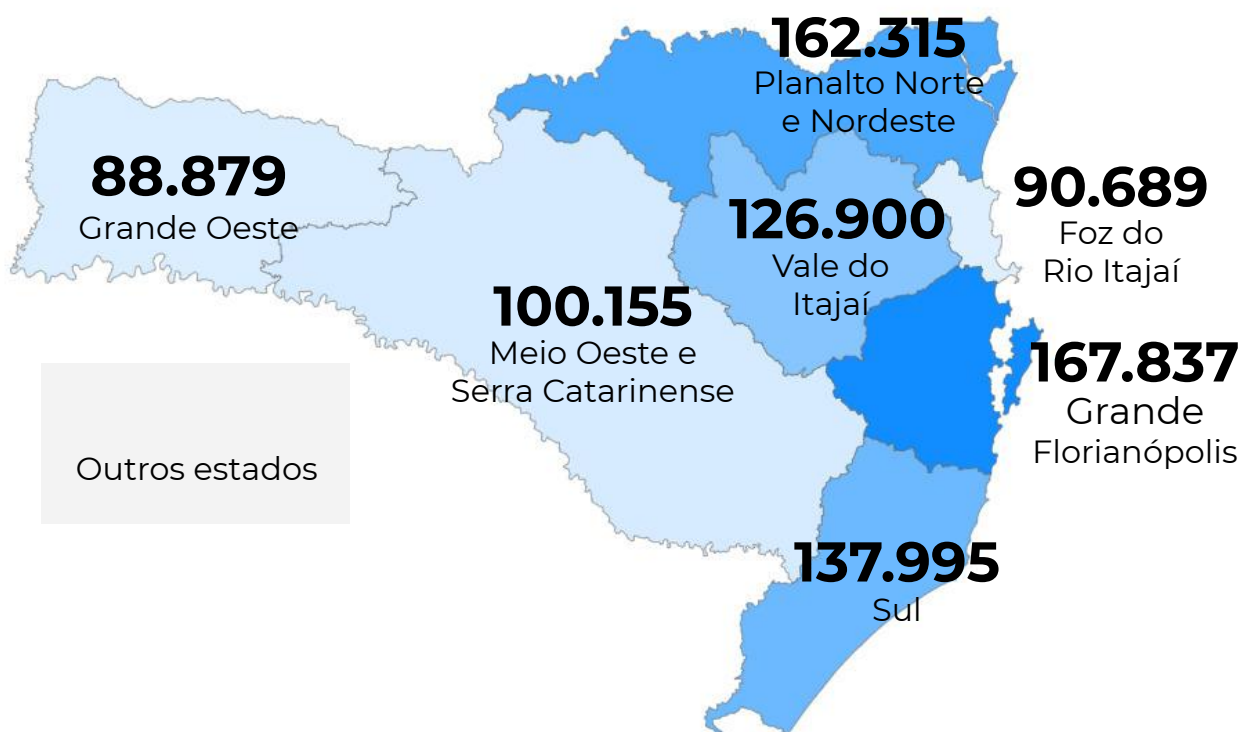 162.315
Planalto Norte
e Nordeste
88.879
Grande Oeste
90.689
Foz do
Rio Itajaí
126.900
Vale do
Itajaí
100.155
Meio Oeste e
Serra Catarinense
167.837
Grande
Florianópolis
Outros estados
137.995
Sul